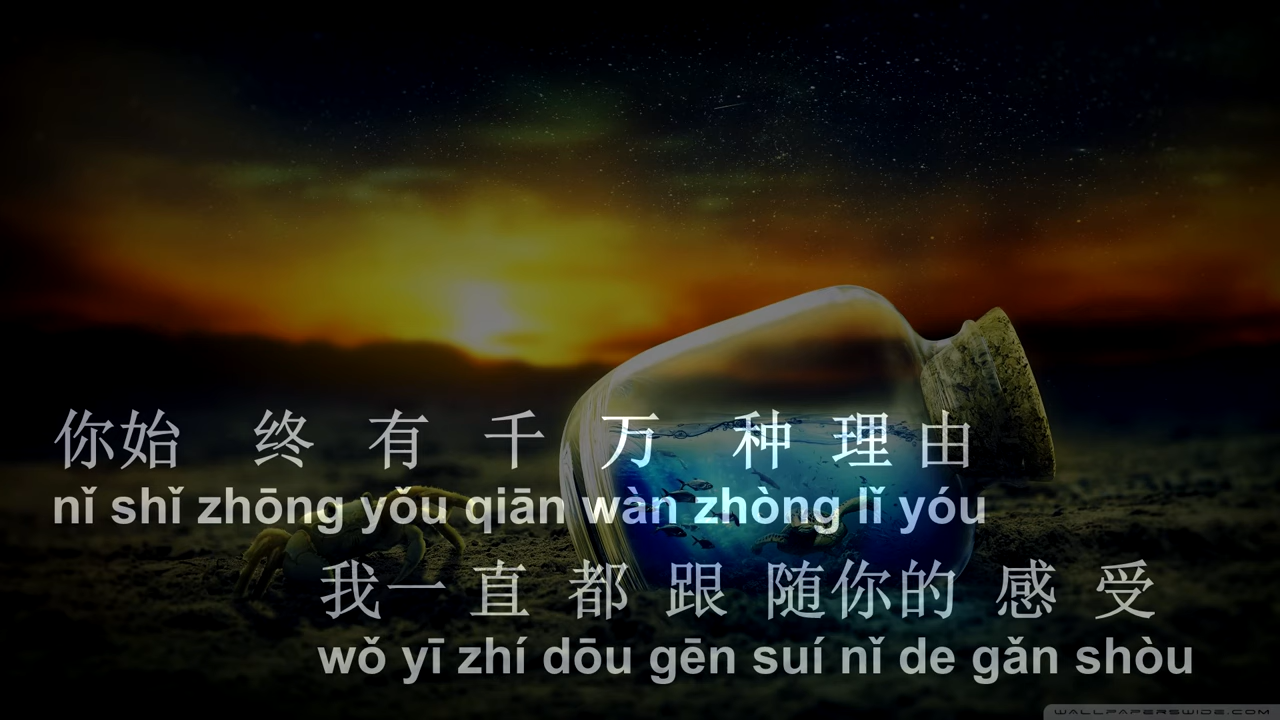 你始 终 有 千 万 种 理 由
nǐ shǐ zhōng yǒu qiān wàn zhòng lǐ yóu
我一 直 都 跟 随你的 感 受
wǒ yī zhí dōu gēn suí nǐ de gǎn shòu
WALLPAPERSWIDE.COM